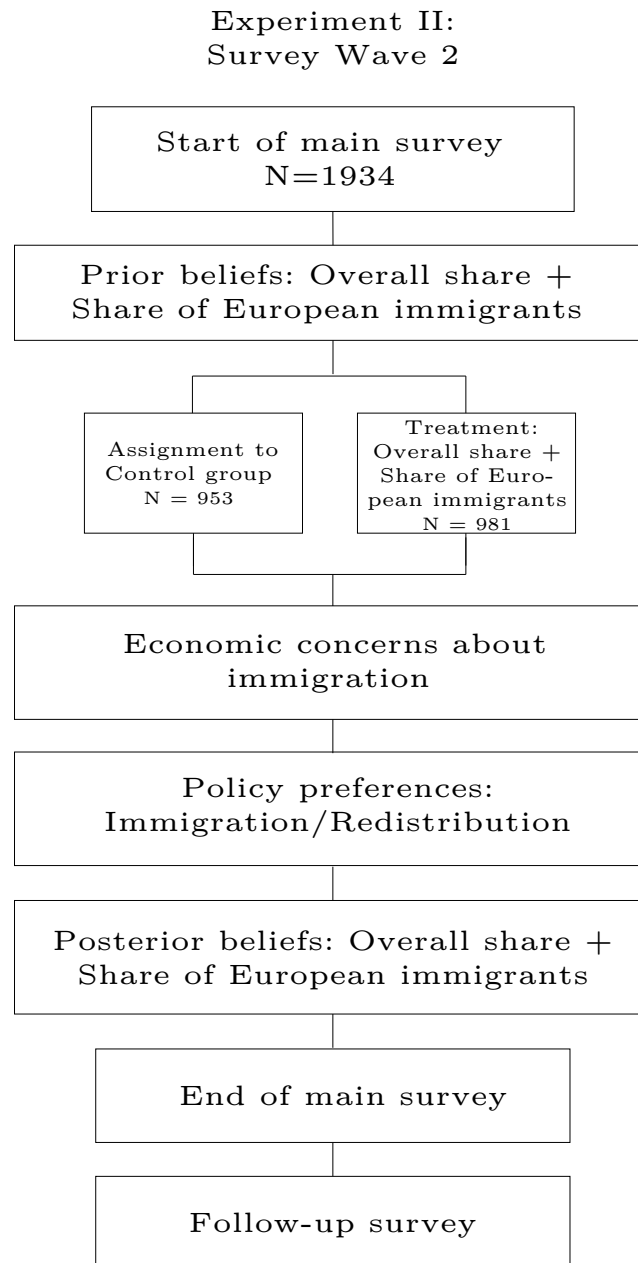 Experiment II:
Survey Wave 2
Start of main survey
N=1934
Prior beliefs: Overall share +
Share of European immigrants
Assignment to
Control group
N = 953
Treatment:
Overall share +
Share of Euro-
pean immigrants
N = 981
Economic concerns about
immigration
Policy preferences:
Immigration/Redistribution
Posterior beliefs: Overall share +
Share of European immigrants
End of main survey
Follow-up survey